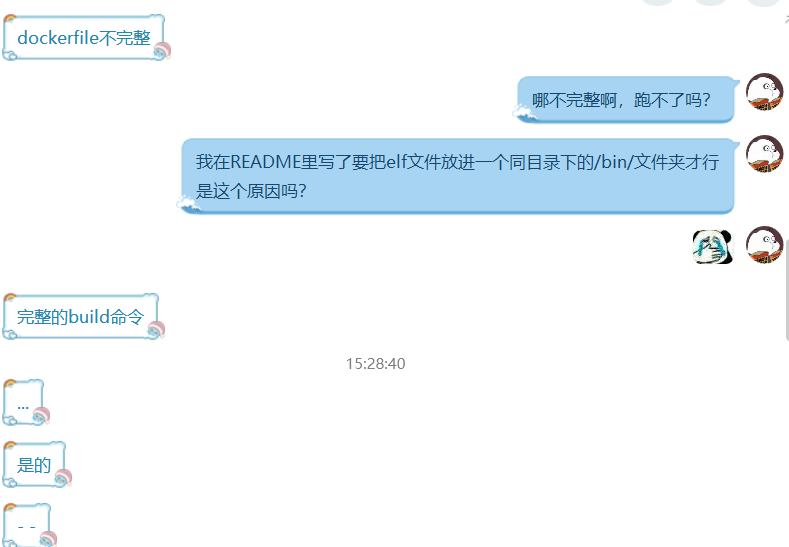 dockerfile不完整
哪不完整啊，跑不了吗？
我在README里写了要把elf文件放进一个同目录下的/bin/文件夹才行
是这个原因吗？
完整的build命令
15:28:40
...
是的
- -